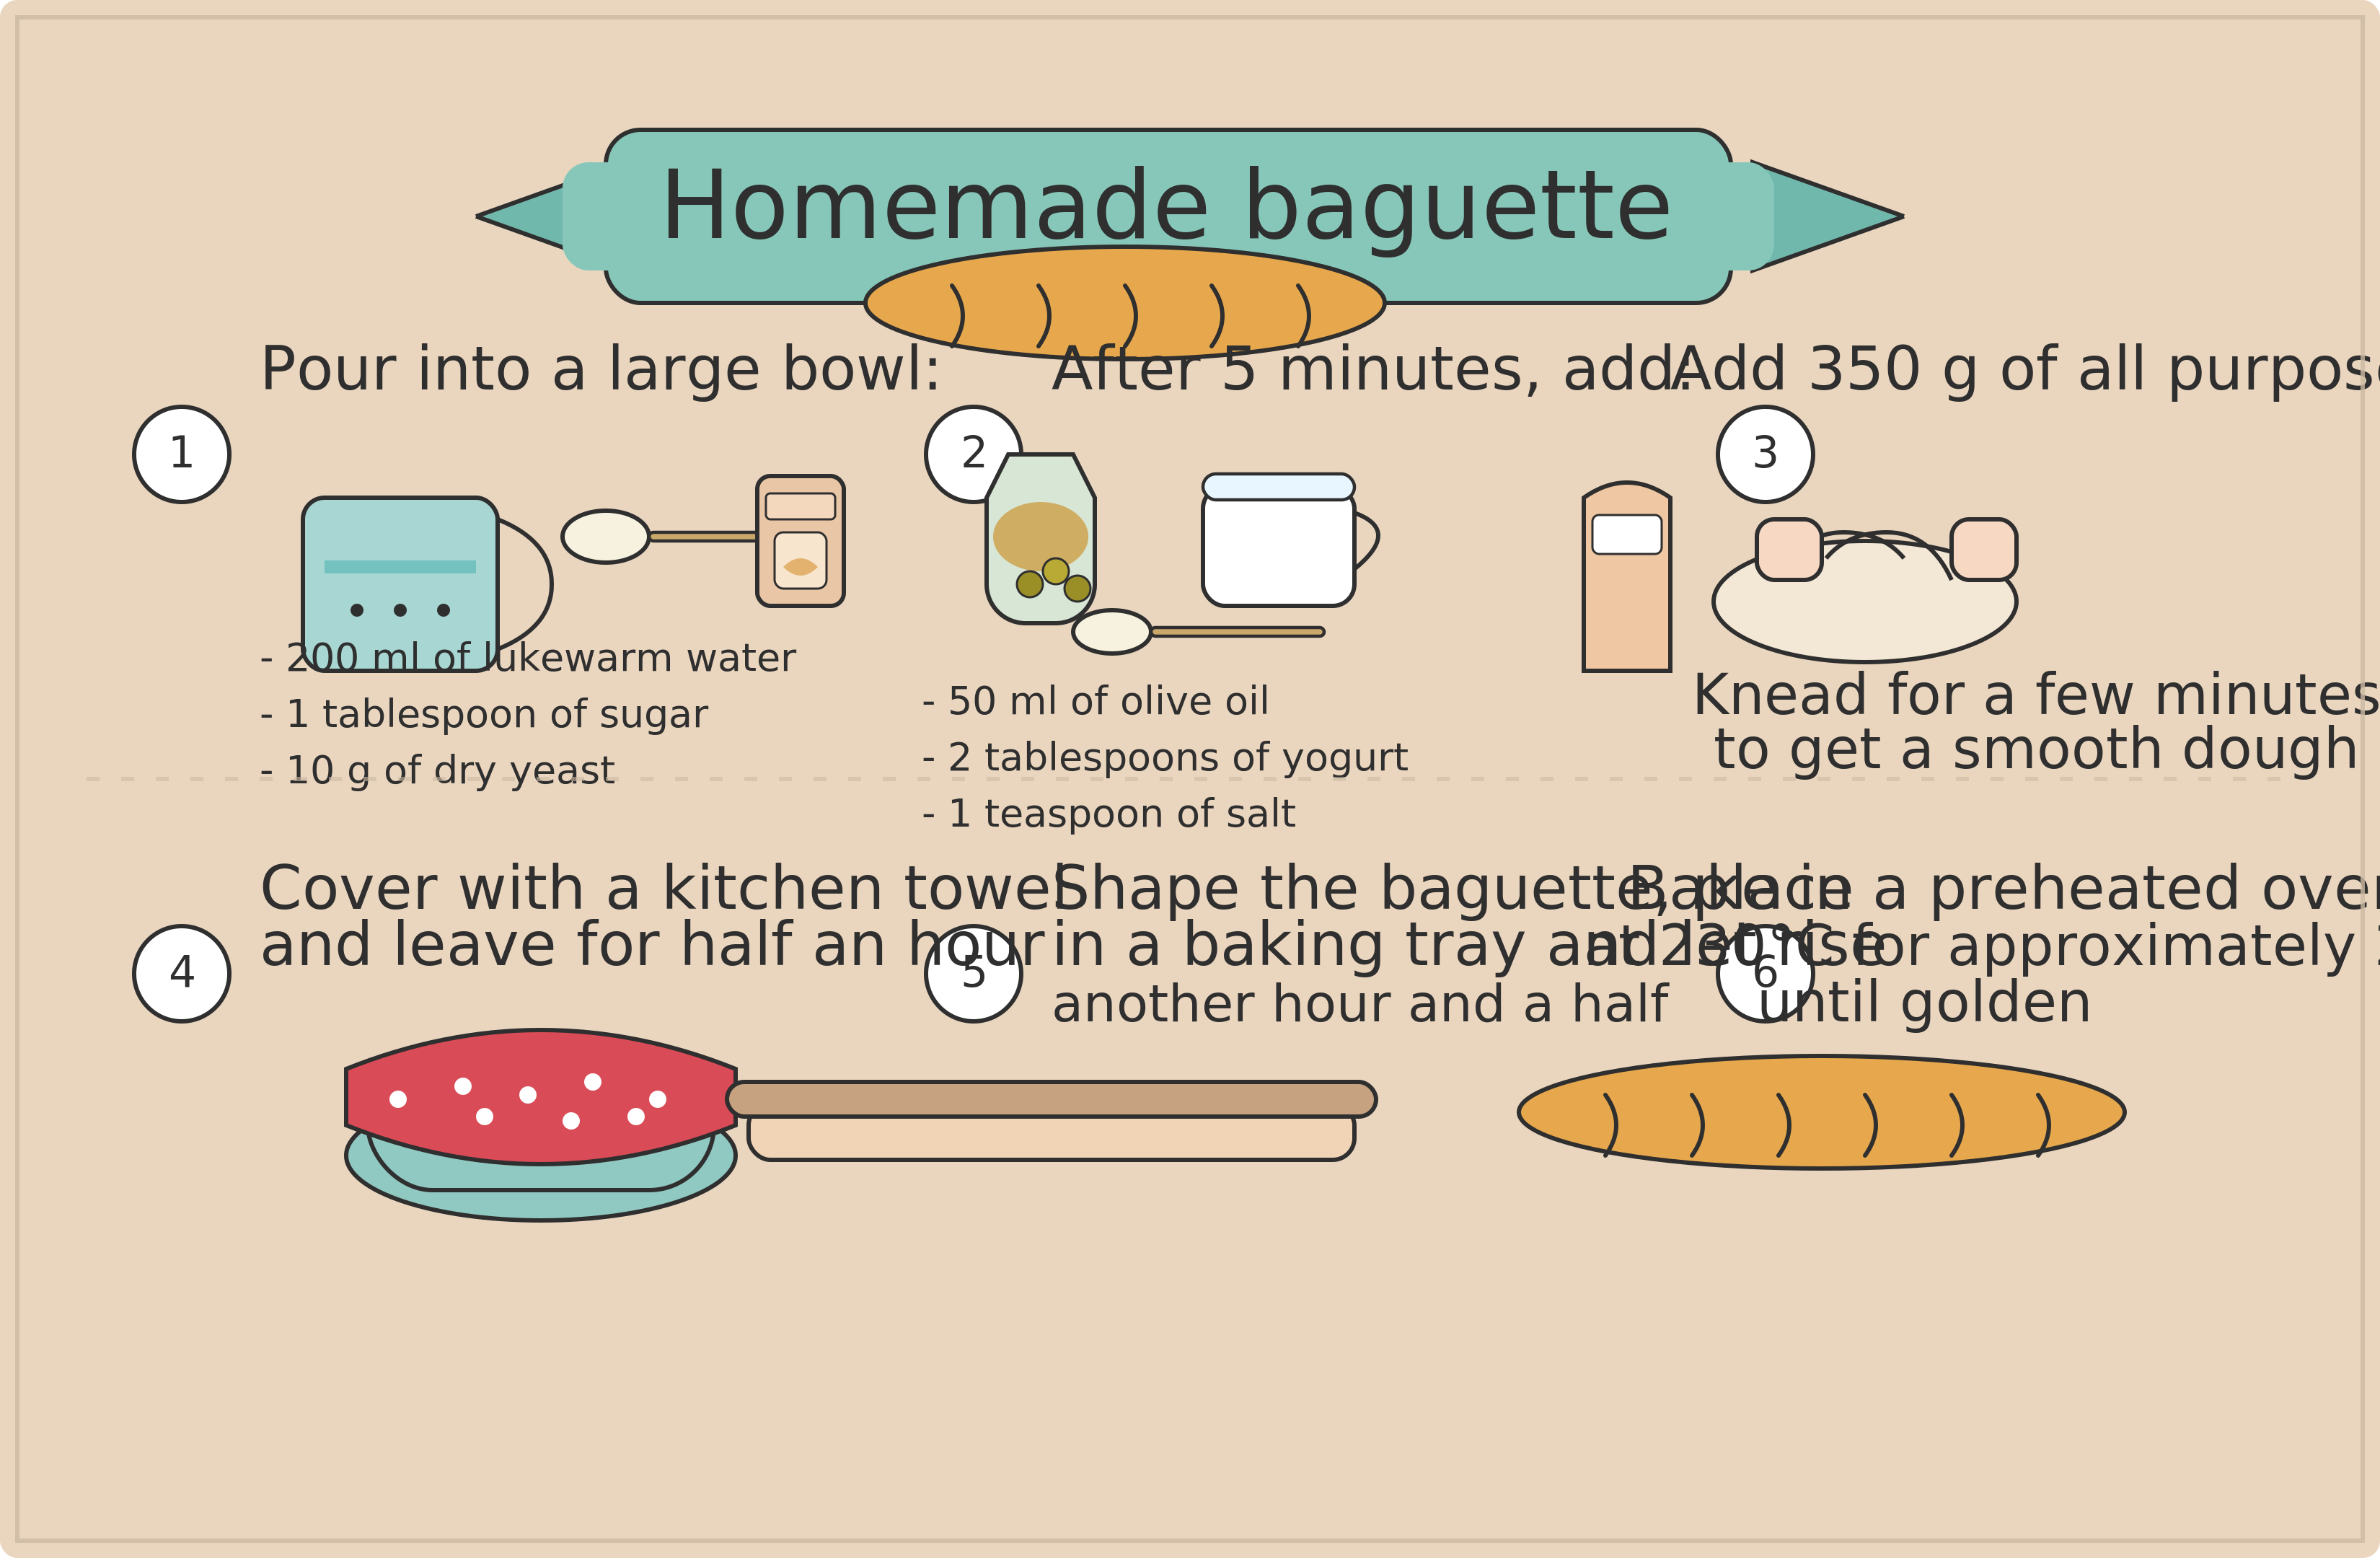 Homemade baguette
Pour into a large bowl:
1
- 200 ml of lukewarm water
- 1 tablespoon of sugar
- 10 g of dry yeast
After 5 minutes, add:
2
- 50 ml of olive oil
- 2 tablespoons of yogurt
- 1 teaspoon of salt
Add 350 g of all purpose
3
Knead for a few minutes
to get a smooth dough
Cover with a kitchen towel
and leave for half an hour
4
Shape the baguette, place
in a baking tray and let rise
another hour and a half
5
Bake in a preheated oven
at 230°C for approximately
until golden
6